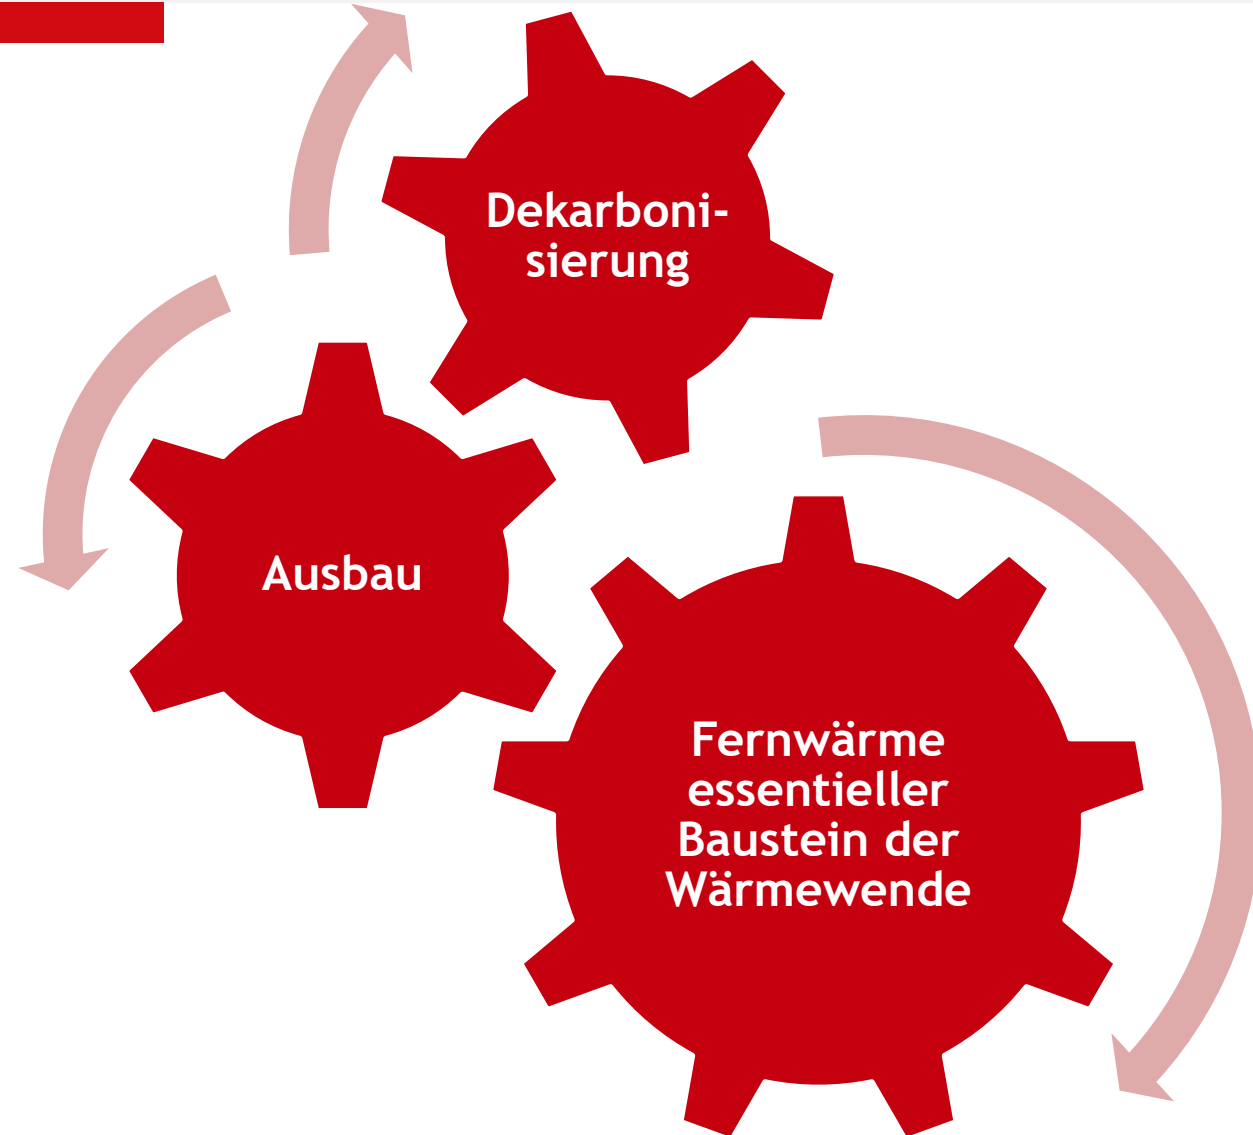 Dekarboni-
sierung
Ausbau
Fernwärme
essentieller
Baustein der
Wärmewende